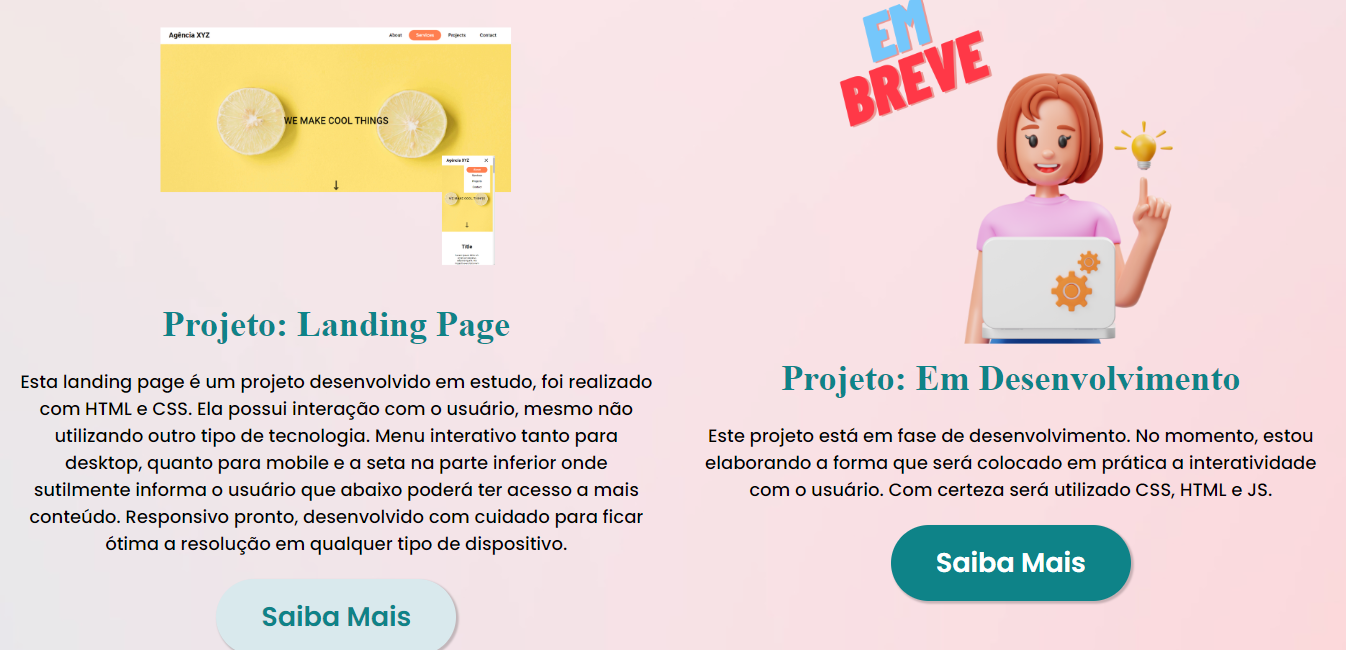 Agência XYZ
About Services Projects Contact
WE MAKE COOL THINGS
Agência XYZ
WE MAKE COOL THINGS
Title
Projeto: Landing Page
Esta landing page é um projeto desenvolvido em estudo, foi realizado
com HTML e CSS. Ela possui interação com o usuário, mesmo não
utilizando outro tipo de tecnologia. Menu interativo tanto para
desktop, quanto para mobile e a seta na parte inferior onde
sutilmente informa o usuário que abaixo poderá ter acesso a mais
conteúdo. Responsivo pronto, desenvolvido com cuidado para ficar
ótima a resolução em qualquer tipo de dispositivo.
Saiba Mais
EM
BREVE
Projeto: Em Desenvolvimento
Este projeto está em fase de desenvolvimento. No momento, estou
elaborando a forma que será colocado em prática a interatividade
com o usuário. Com certeza será utilizado CSS, HTML e JS.
Saiba Mais